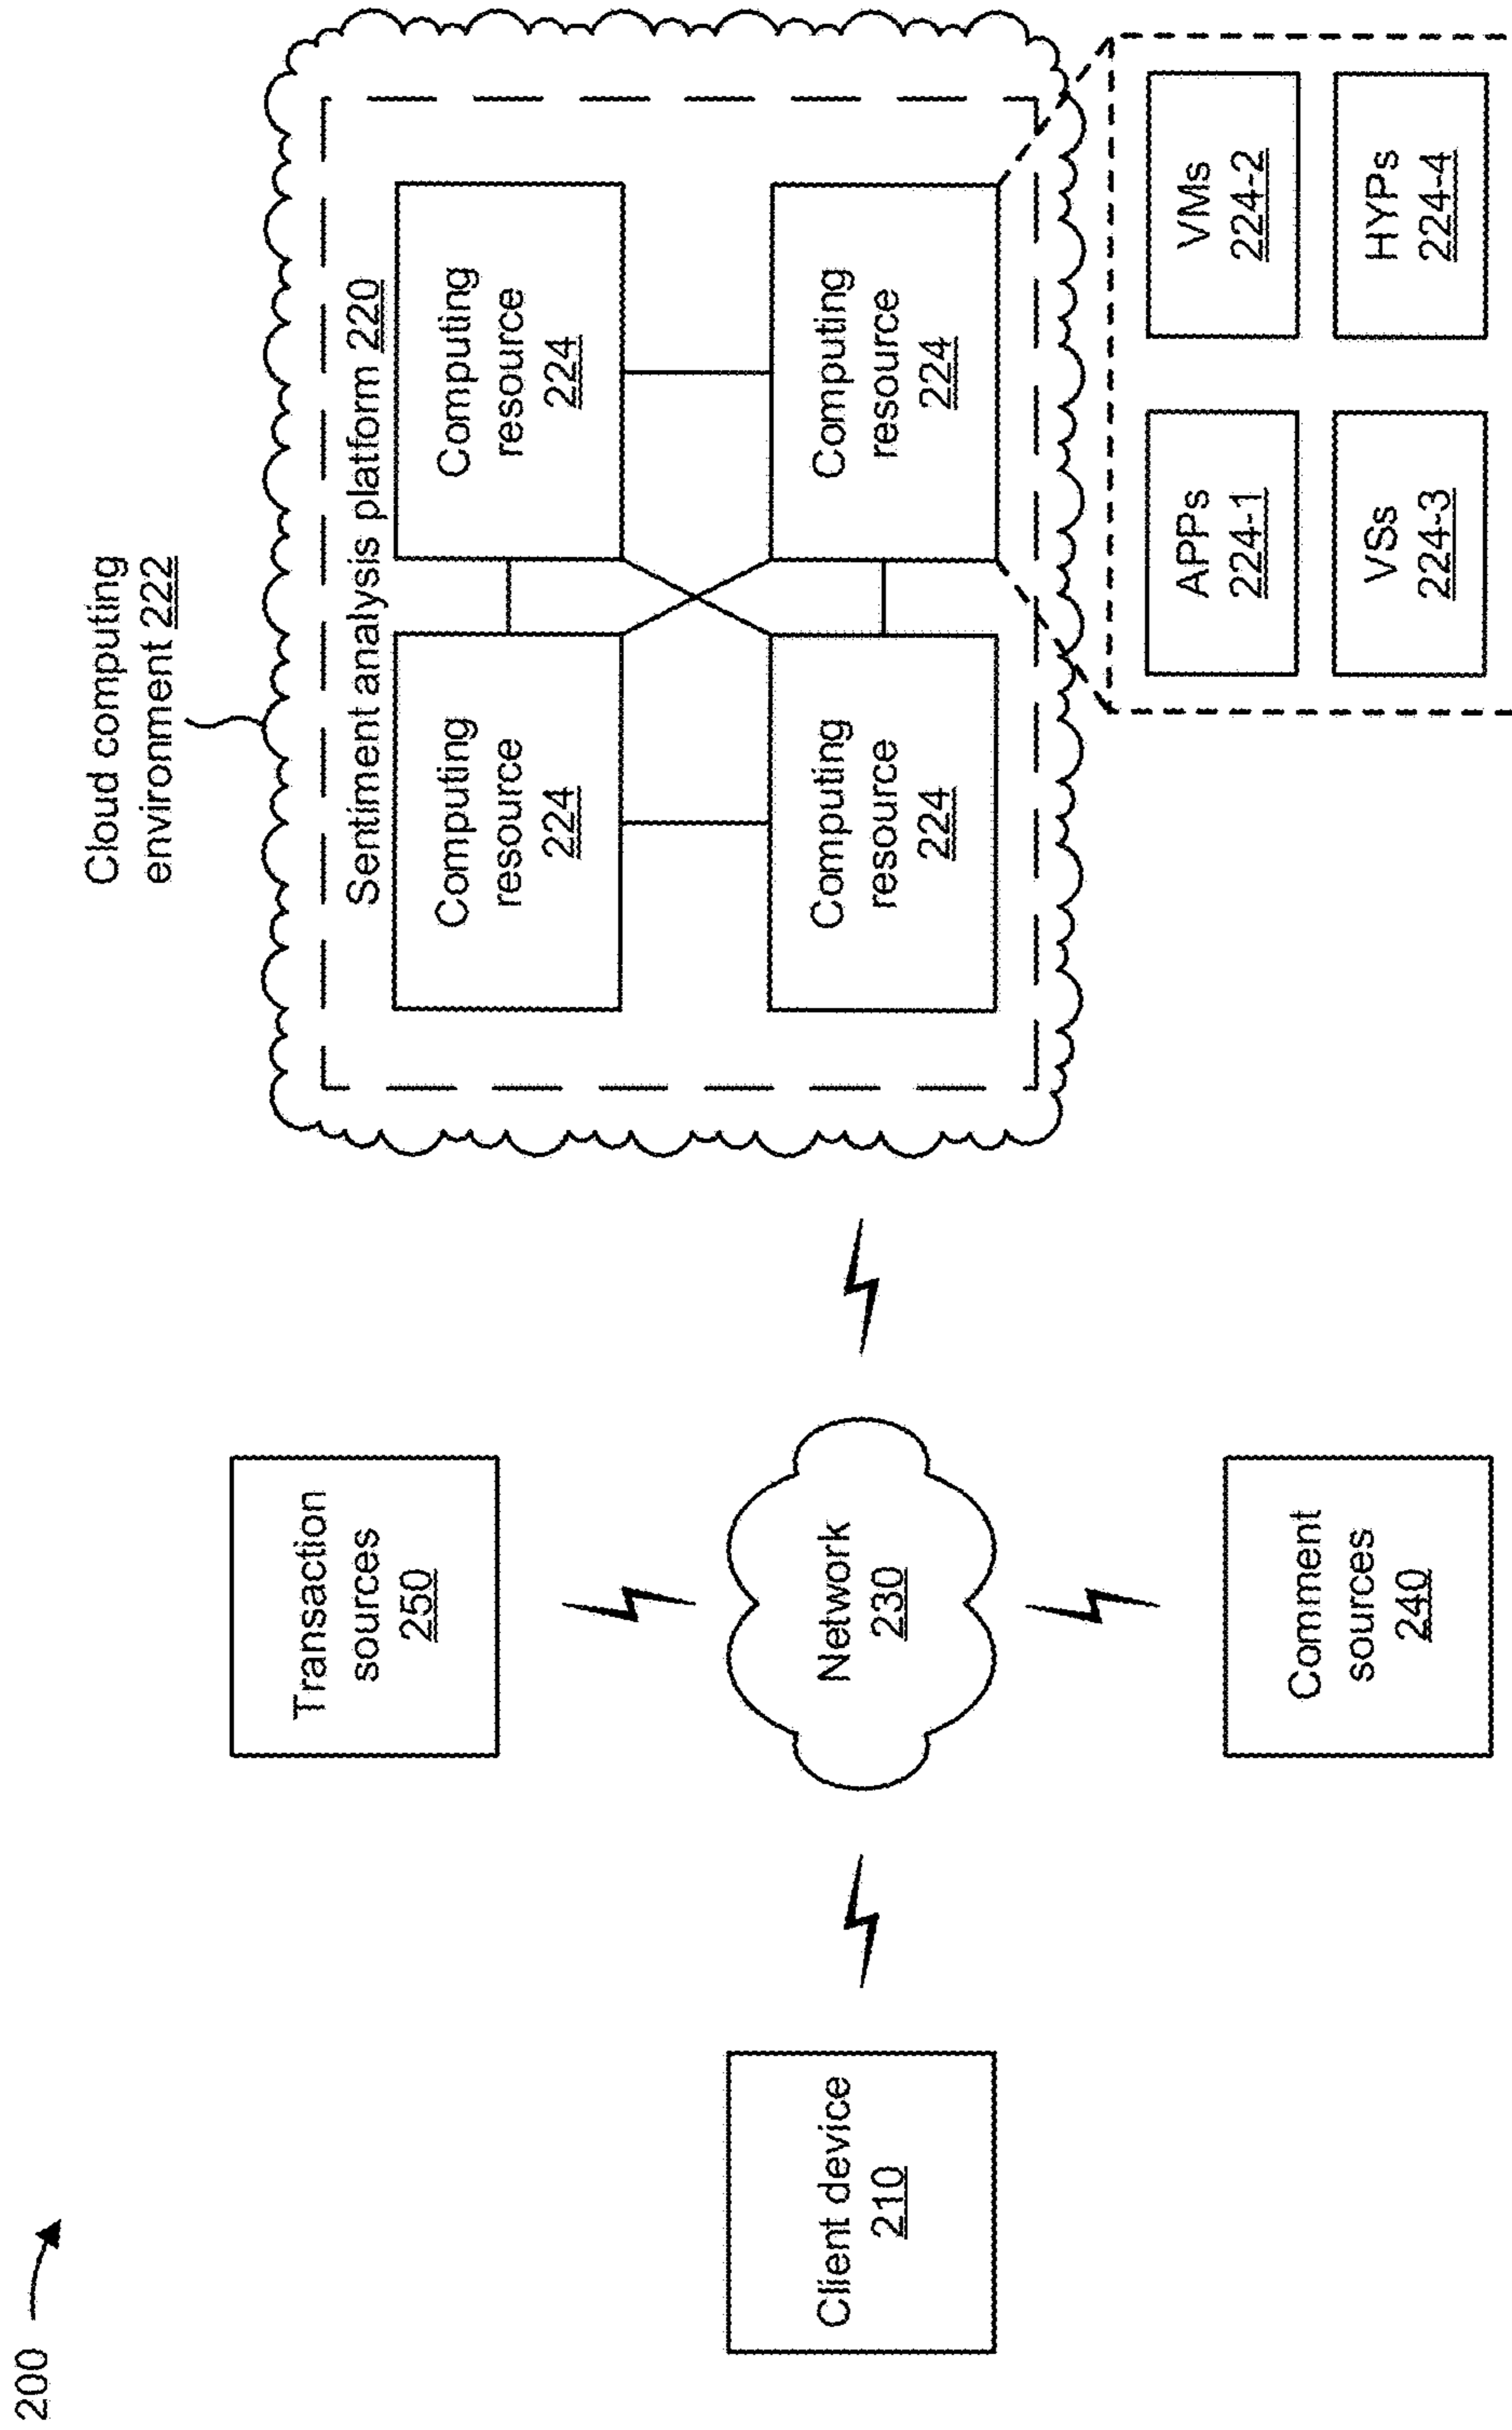 200
Cloud computing
environment 222
Sentiment analysis platform 220
Computing
resource
224
Computing
resource
224
Computing
resource
224
Computing
resource
224
APPs
224-1
VMs
224-2
VSs
224-3
HYPs
224-4
Transaction
sources
250
Network
230
Client device
210
Comment
sources
240